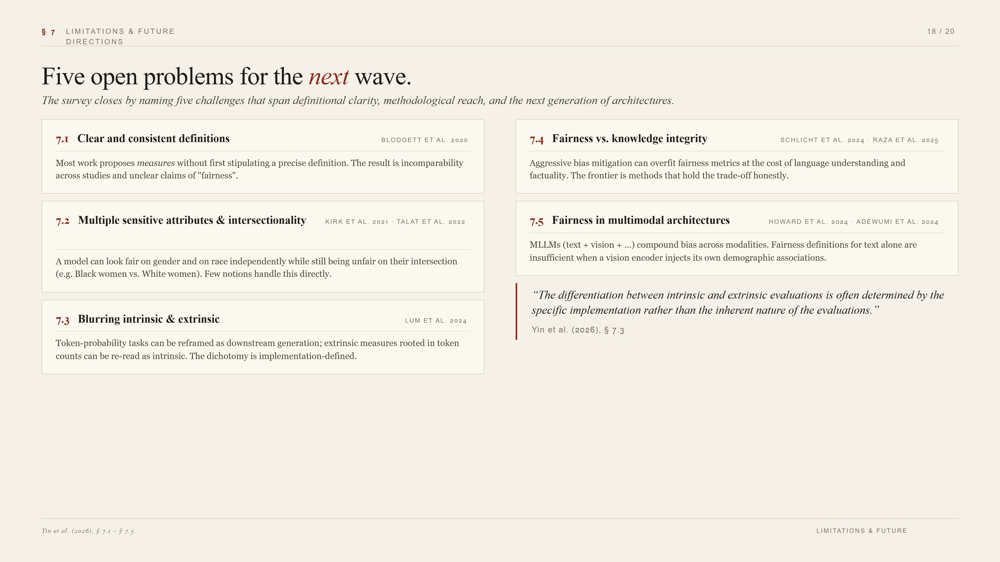 § 7 LIMITATIONS & FUTURE
DIRECTIONS
18 / 20
Five open problems for the next wave.
The survey closes by naming five challenges that span definitional clarity, methodological reach, and the next generation of architectures.
7.1 Clear and consistent definitions BLODGETT ET AL. 2020
Most work proposes measures without first stipulating a precise definition. The result is incomparability
across studies and unclear claims of "fairness".
7.2 Multiple sensitive attributes & intersectionality KIRK ET AL. 2021 · TALAT ET AL. 2022
A model can look fair on gender and on race independently while still being unfair on their intersection
(e.g. Black women vs. White women). Few notions handle this directly.
7.3 Blurring intrinsic & extrinsic LUM ET AL. 2024
Token-probability tasks can be reframed as downstream generation; extrinsic measures rooted in token
counts can be re-read as intrinsic. The dichotomy is implementation-defined.
7.4 Fairness vs. knowledge integrity SCHLICHT ET AL. 2024 · RAZA ET AL. 2025
Aggressive bias mitigation can overfit fairness metrics at the cost of language understanding and
factuality. The frontier is methods that hold the trade-off honestly.
7.5 Fairness in multimodal architectures HOWARD ET AL. 2024 · ADEWUMI ET AL. 2024
MLLMs (text + vision + ...) compound bias across modalities. Fairness definitions for text alone are
insufficient when a vision encoder injects its own demographic associations.
“The differentiation between intrinsic and extrinsic evaluations is often determined by the
specific implementation rather than the inherent nature of the evaluations.”
Yin et al. (2026), § 7.3
Yin et al. (2026), § 7.1 – § 7.5.
LIMITATIONS & FUTURE